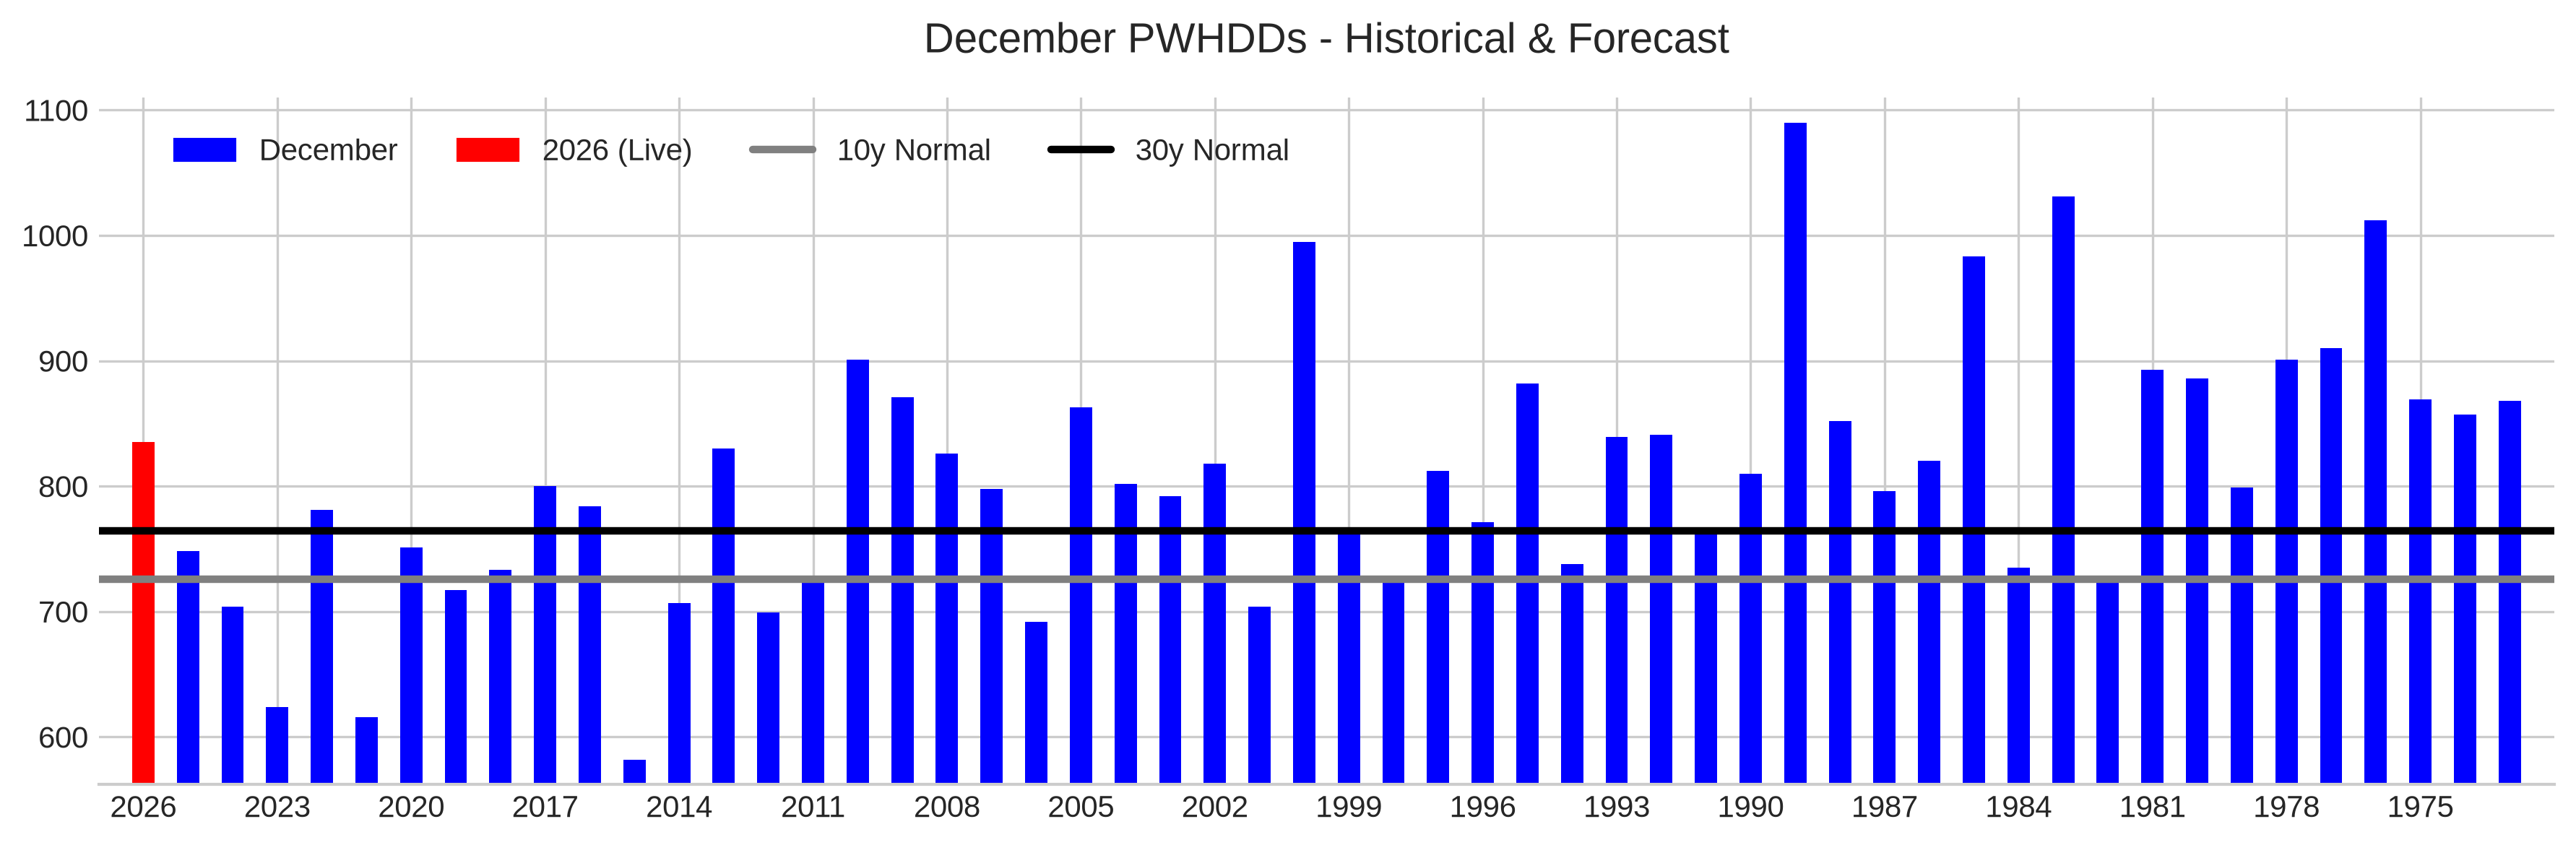 December PWHDDs - Historical & Forecast
1100
December 2026 (Live) 10y Normal 30y Normal
1000
900
800
700
600
2026 2023 2020 2017 2014 2011 2008 2005 2002 1999 1996 1993 1990 1987 1984 1981 1978 1975